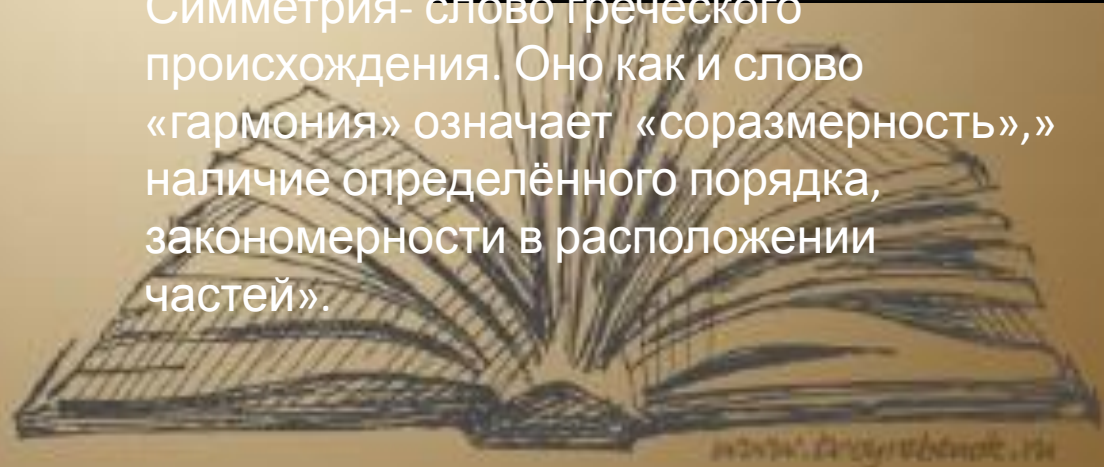 Симметрия- слово греческого
происхождения. Оно как и слово
«гармония» означает «соразмерность»,»
наличие определённого порядка,
закономерности в расположении
частей».